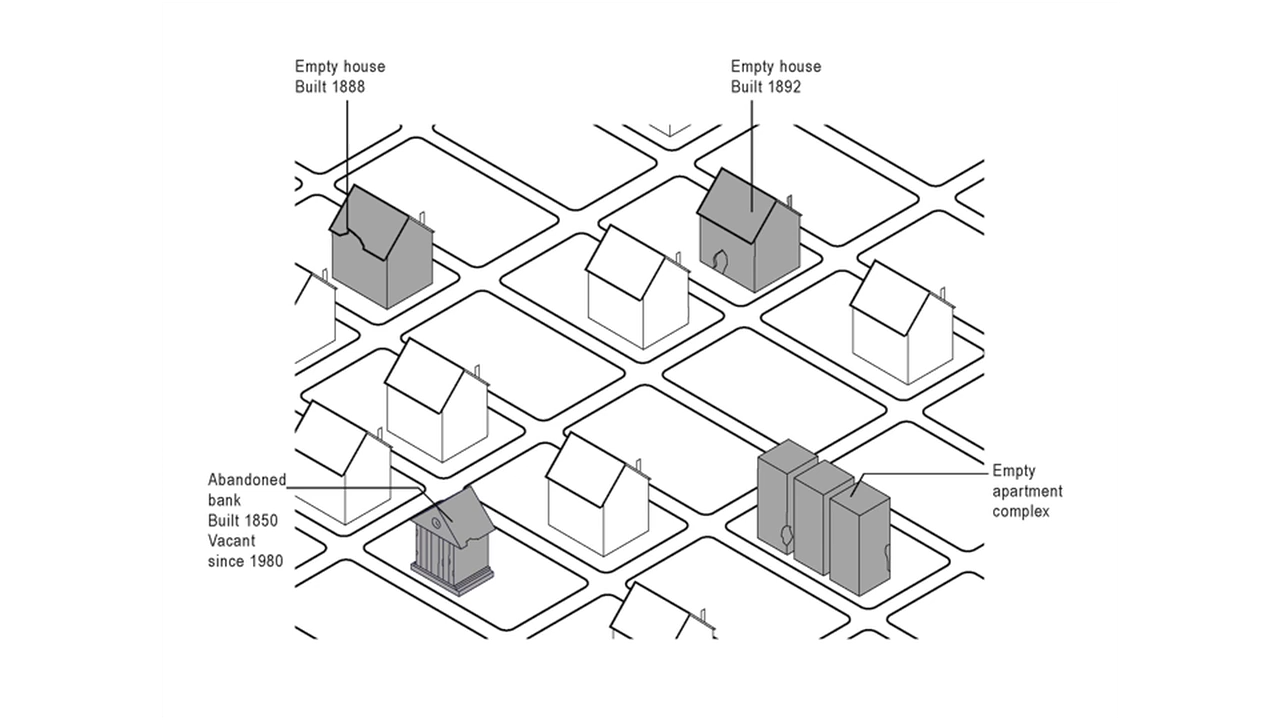 Empty house
Built 1888
Empty house
Built 1892
Abandoned
bank
Built 1850
Vacant
since 1980
Empty
apartment
complex